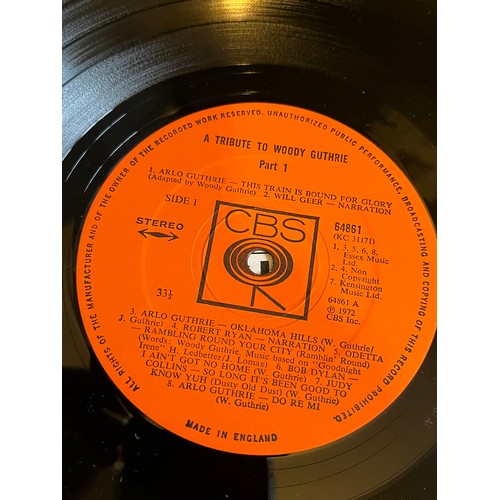 ALL RIGHTS OF THE MANUFACTURER AND OF THE OWNER OF THE RECORDED WORK RESERVED. UNAUTHORIZED PUBLIC PERFORMANCE, BROADCASTING AND COPYING OF THIS RECORD PROHIBITED.
A TRIBUTE TO WOODY GUTHRIE
Part 1
1. ARLO GUTHRIE — THIS TRAIN IS BOUND FOR GLORY
(Adapted by Woody Guthrie) 2. WILL GEER — NARRATION
SIDE 1
STEREO
33⅓
CBS
64861
(KC 31171)
1, 3, 5, 6, 8,
Essex Music
Ltd.
2, 4. Non
Copyright
7. Kensington
Music Ltd.
64861 A
℗ 1972
CBS Inc.
3. ARLO GUTHRIE — OKLAHOMA HILLS (W. Guthrie/
J. Guthrie) 4. ROBERT RYAN — NARRATION 5. ODETTA
— RAMBLING ROUND YOUR CITY (Ramblin' Round)
(Words: Woody Guthrie. Music based on "Goodnight
Irene" H. Ledbetter/J. Lomax) 6. BOB DYLAN —
I AIN'T GOT NO HOME (W. Guthrie) 7. JUDY
COLLINS — SO LONG IT'S BEEN GOOD TO
KNOW YUH (Dusty Old Dust) (W. Guthrie)
8. ARLO GUTHRIE — DO RE MI
(W. Guthrie)
MADE IN ENGLAND